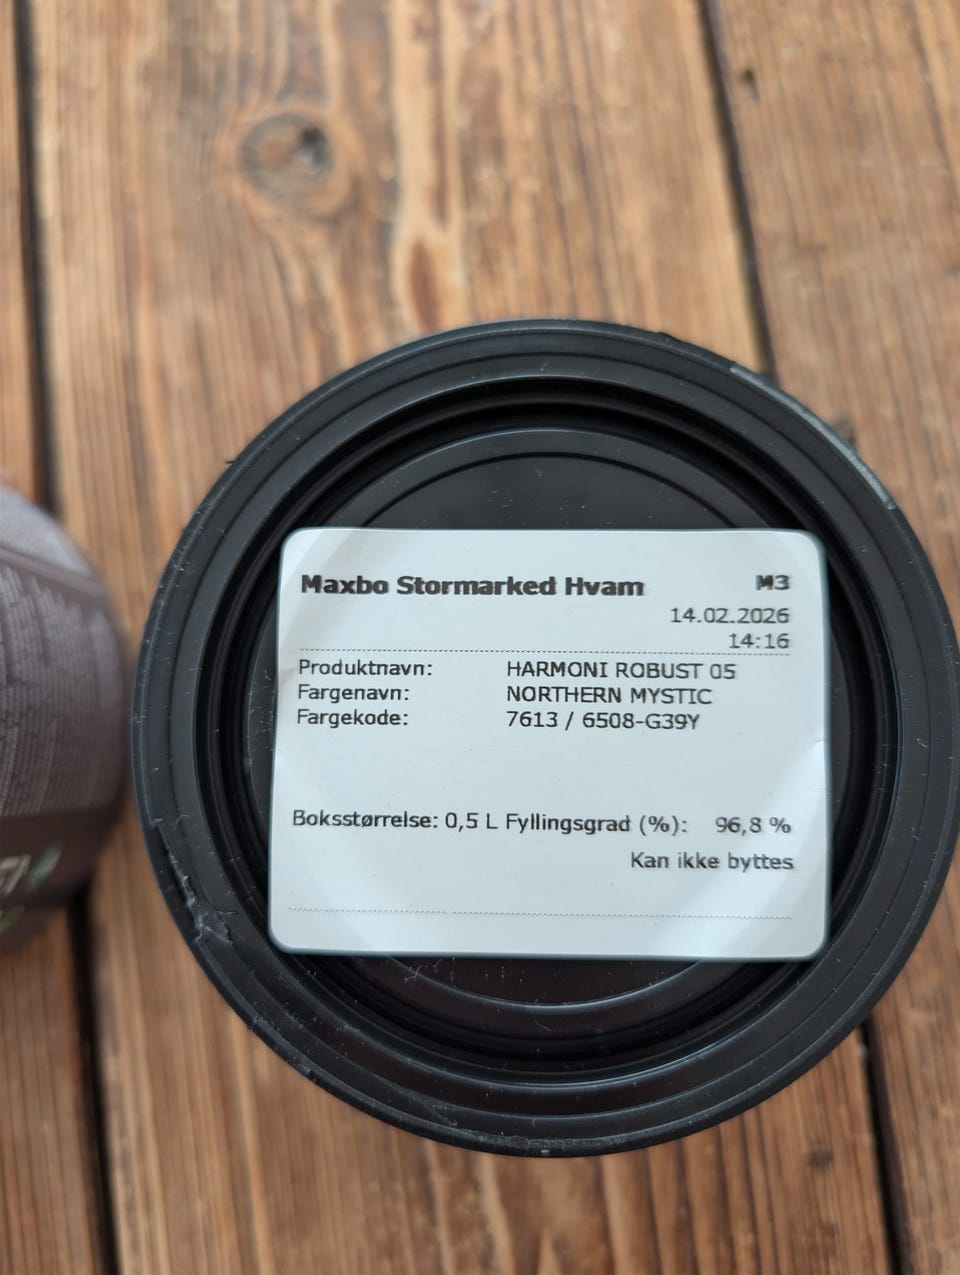 Maxbo Stormarked Hvam M3
14.02.2026
14:16
Produktnavn: HARMONI ROBUST 05
Fargenavn: NORTHERN MYSTIC
Fargekode: 7613 / 6508-G39Y
Boksstørrelse: 0,5 L Fyllingsgrad (%): 96,8 %
Kan ikke byttes